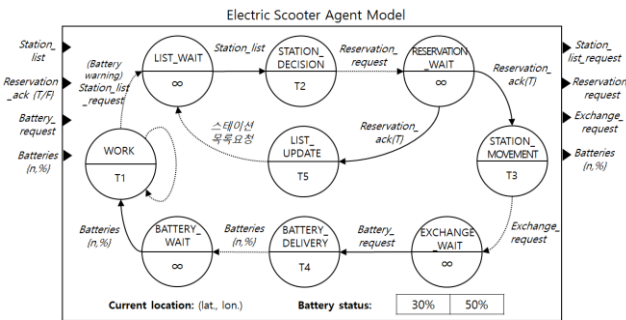 Electric Scooter Agent Model
Station_
list
Reservation
_ack (T/F)
Battery_
request
Batteries
(n,%)
(Battery
warning)
Station_list
_request
LIST_WAIT
∞
Station_list
STATION_
DECISION
T2
Reservation_
request
RESERVATION
_WAIT
∞
Reservation_
ack(T)
Station_
list_request
Reservation
_request
Exchange_
request
Batteries
(n,%)
WORK
T1
스테이션
목록요청
LIST_
UPDATE
T5
Reservation_
ack(T)
STATION_
MOVEMENT
T3
Batteries
(n,%)
BATTERY_
WAIT
∞
Batteries
(n,%)
BATTERY_
DELIVERY
T4
Battery_
request
EXCHANGE
_WAIT
∞
Exchange_
request
Current location: (lat., lon.)
Battery status: 30% 50%